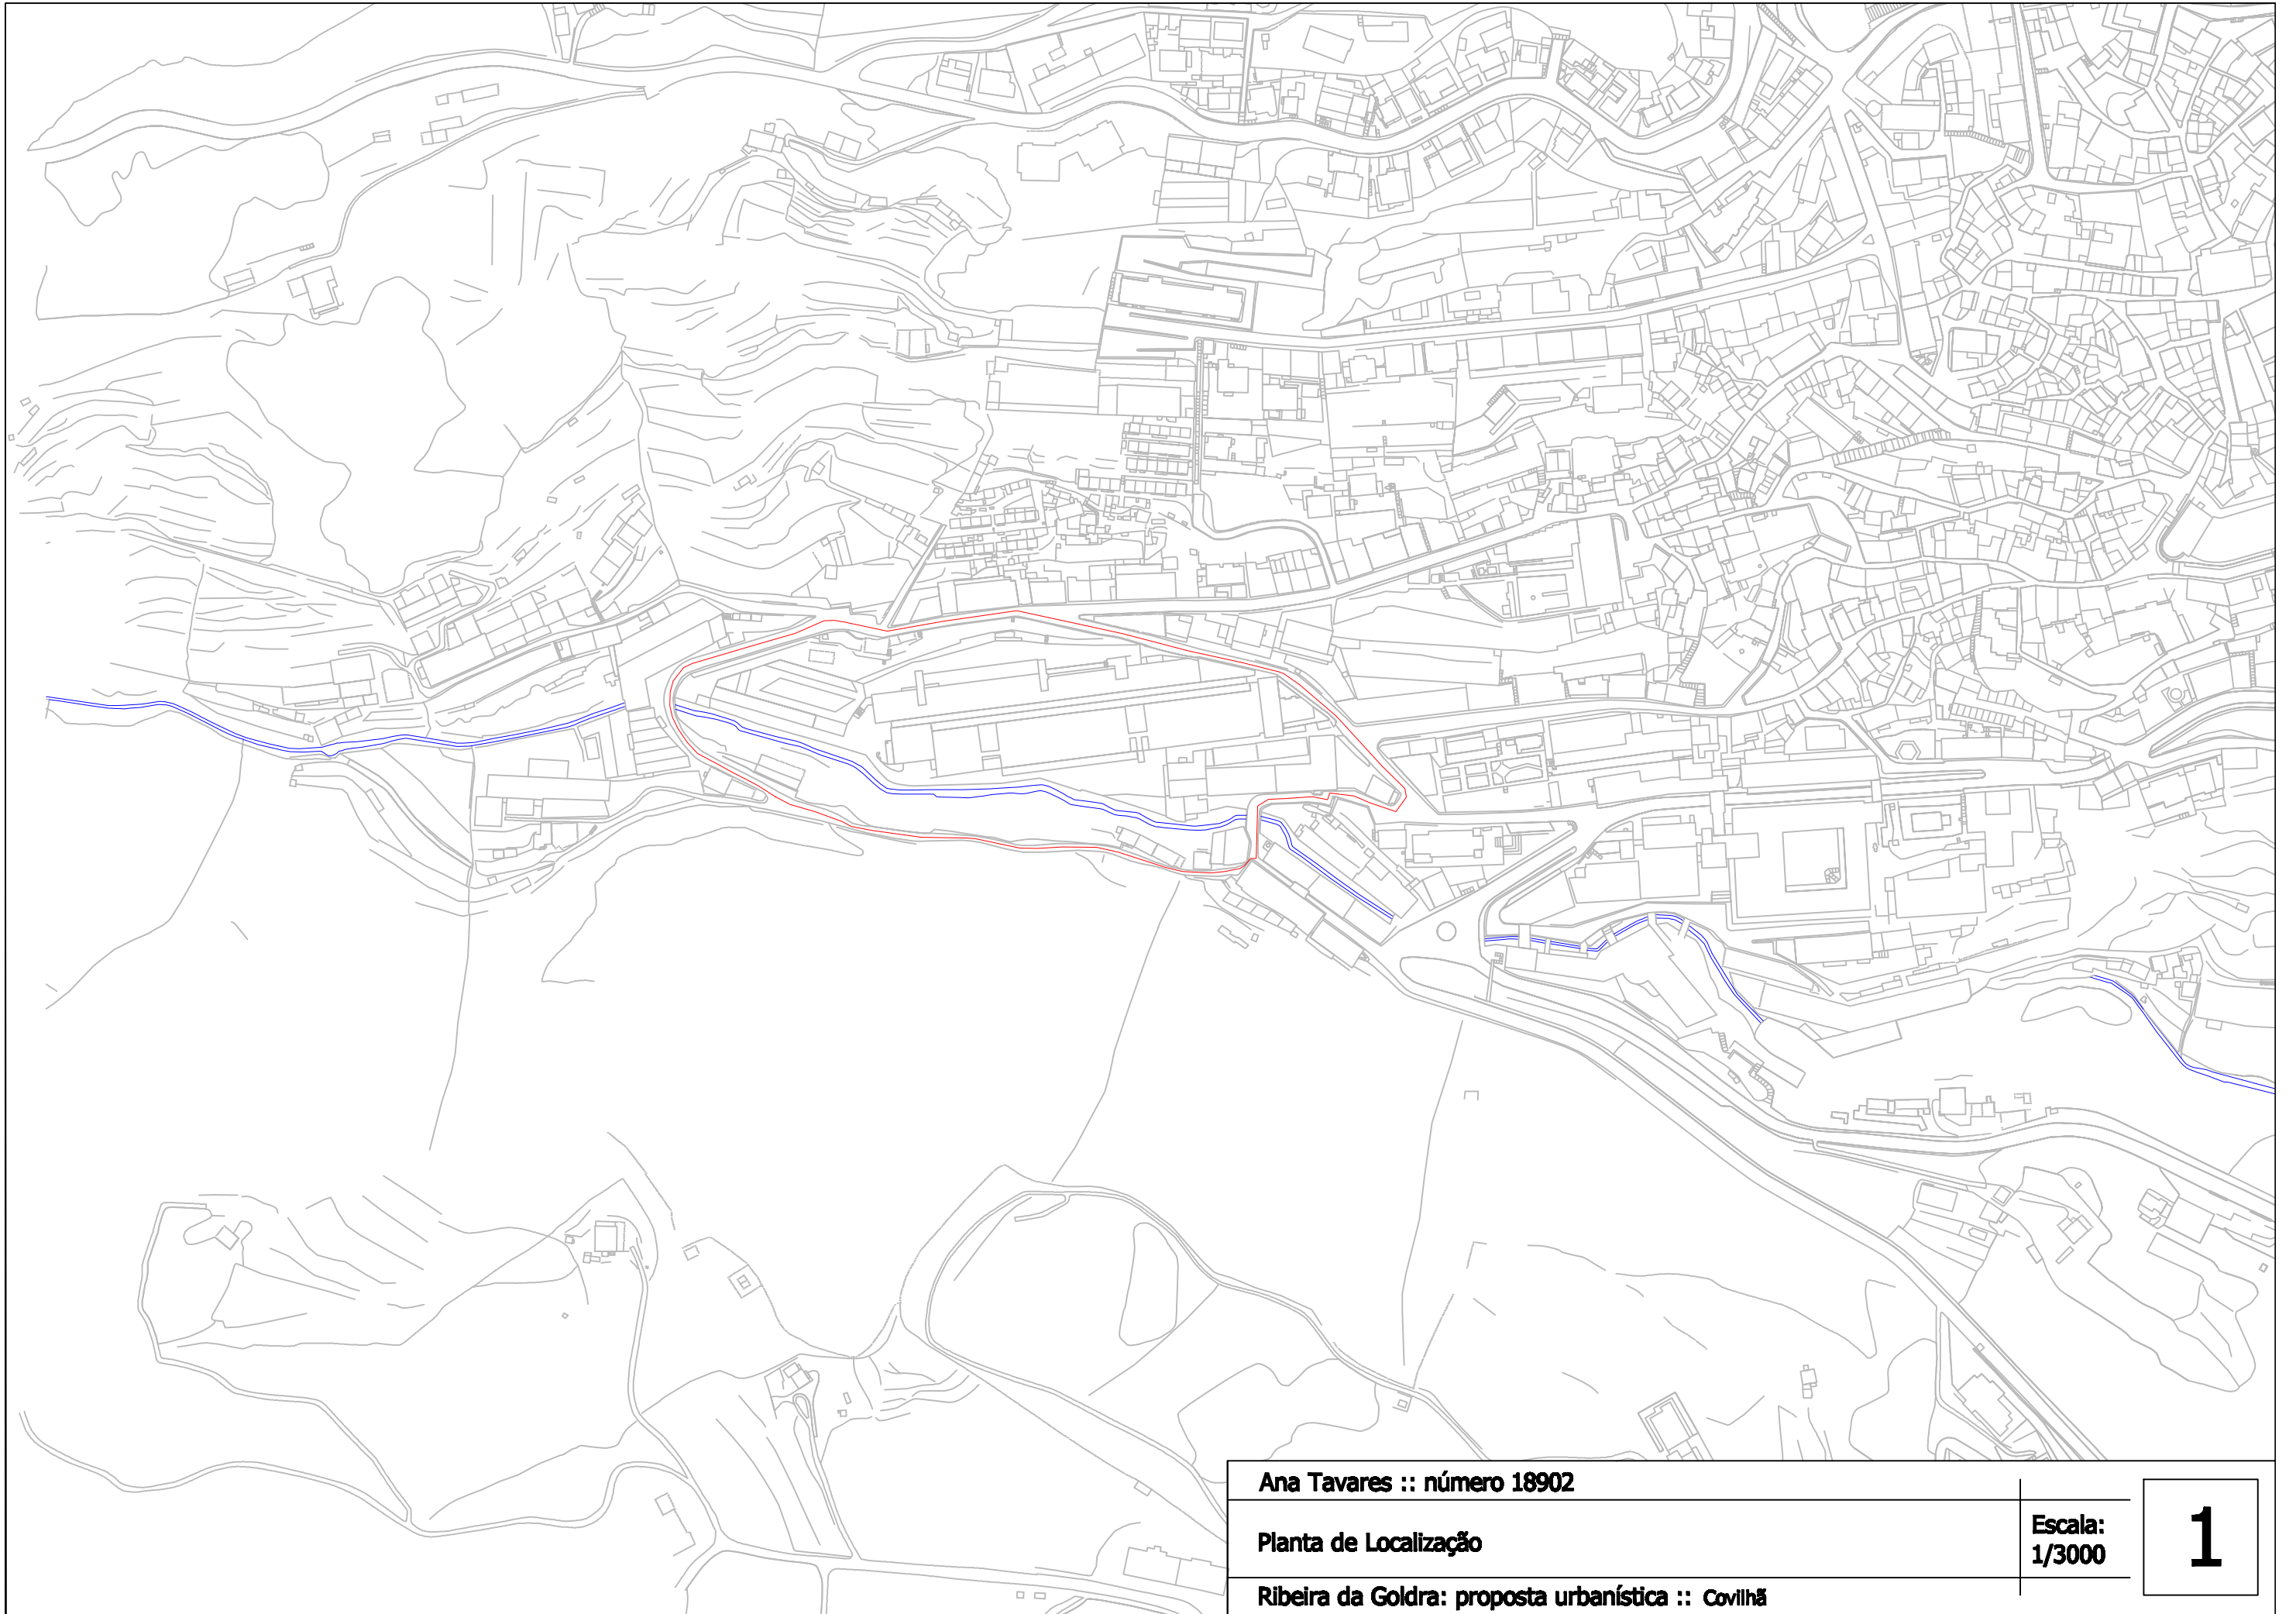 Ana Tavares :: número 18902
Planta de Localização
Escala:
1/3000
1
Ribeira da Goldra: proposta urbanística :: Covilhã